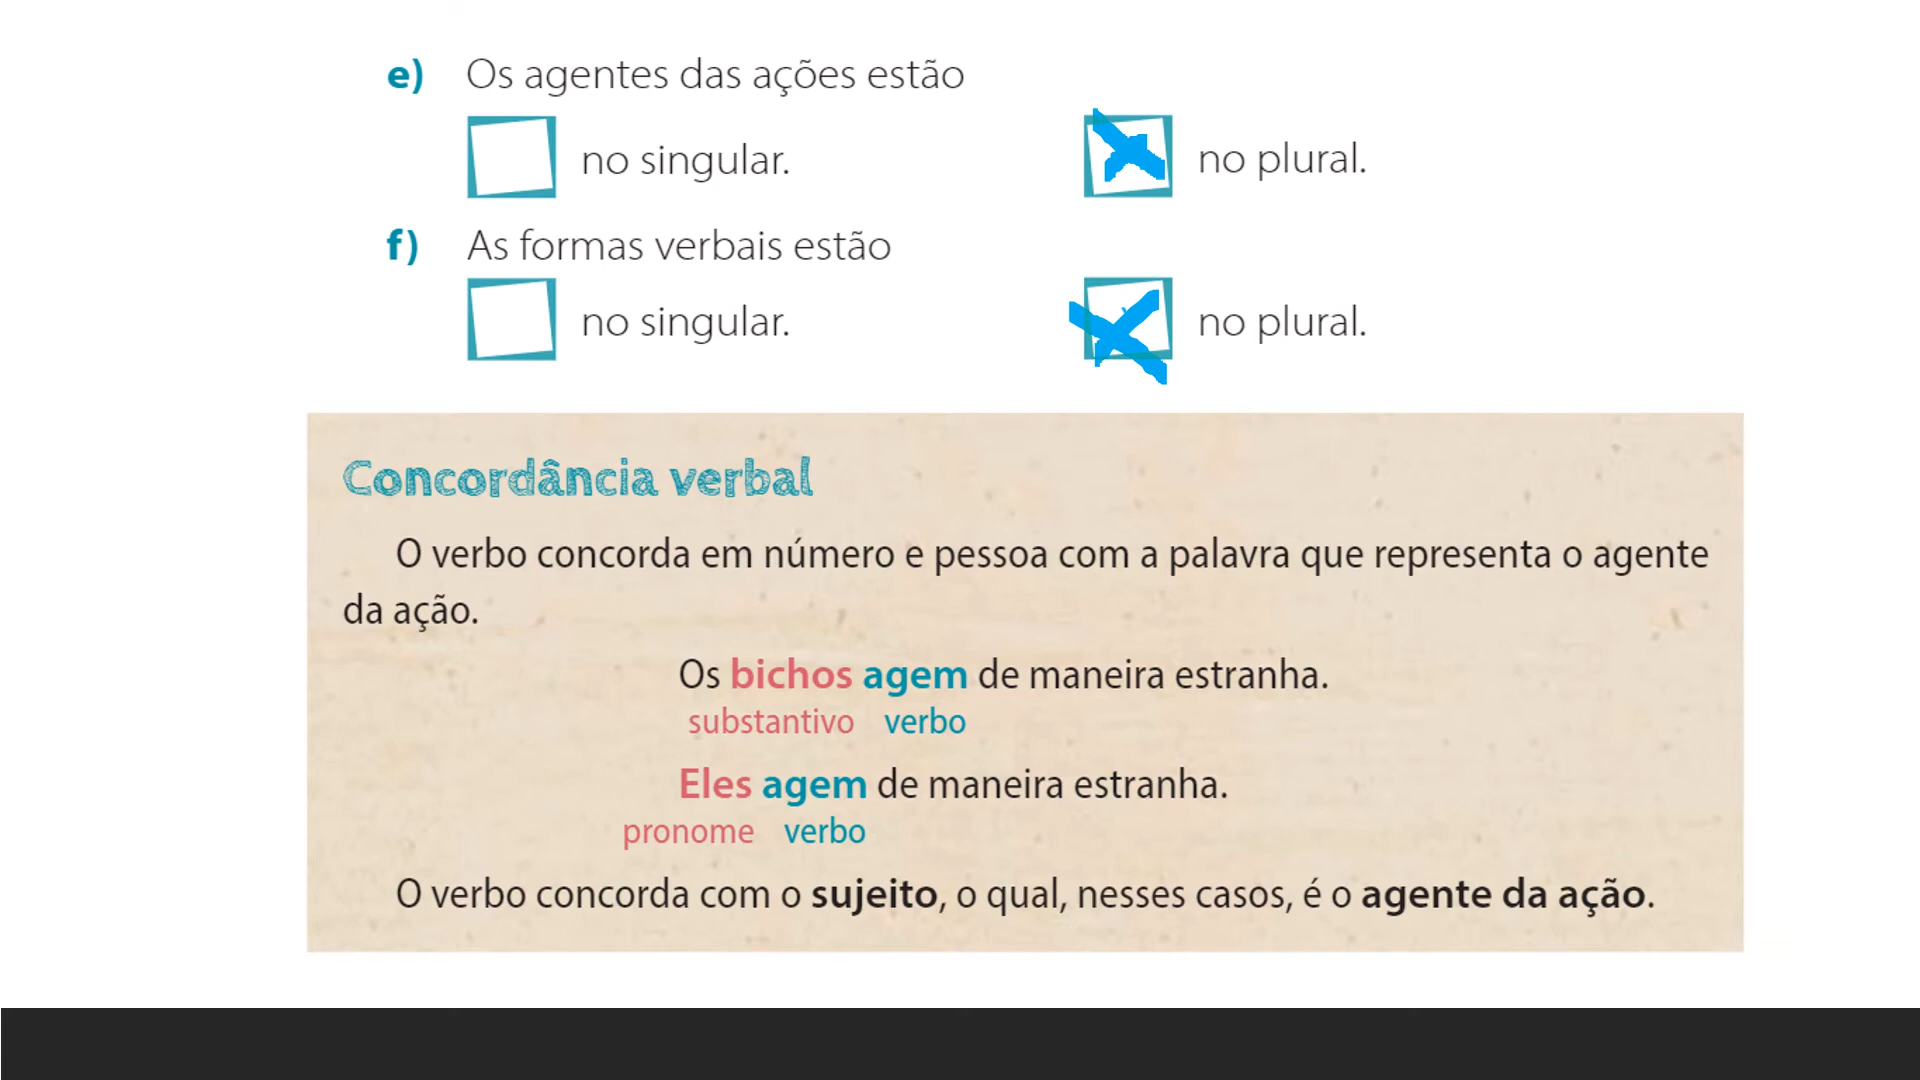 e) Os agentes das ações estão
no singular. no plural.
f) As formas verbais estão
no singular. no plural.
Concordância verbal
O verbo concorda em número e pessoa com a palavra que representa o agente
da ação.
Os bichos agem de maneira estranha.
substantivo verbo
Eles agem de maneira estranha.
pronome verbo
O verbo concorda com o sujeito, o qual, nesses casos, é o agente da ação.